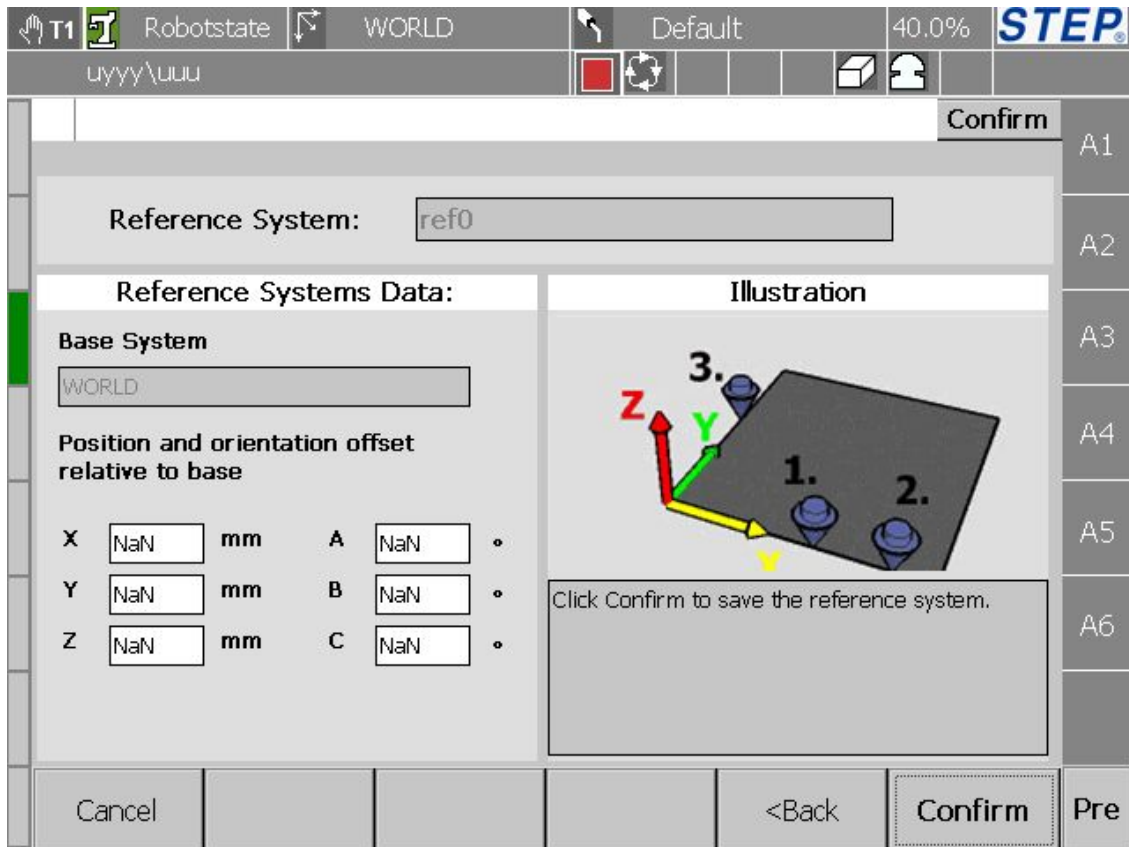 T1 Robotstate WORLD Default 40.0% STEP®
uyyy\uuu
Confirm
Reference System: ref0
Reference Systems Data:
Base System
WORLD
Position and orientation offset
relative to base
X NaN mm A NaN °
Y NaN mm B NaN °
Z NaN mm C NaN °
Illustration
3.
Z
Y
1.
2.
Y
Click Confirm to save the reference system.
A1
A2
A3
A4
A5
A6
Cancel <Back Confirm Pre